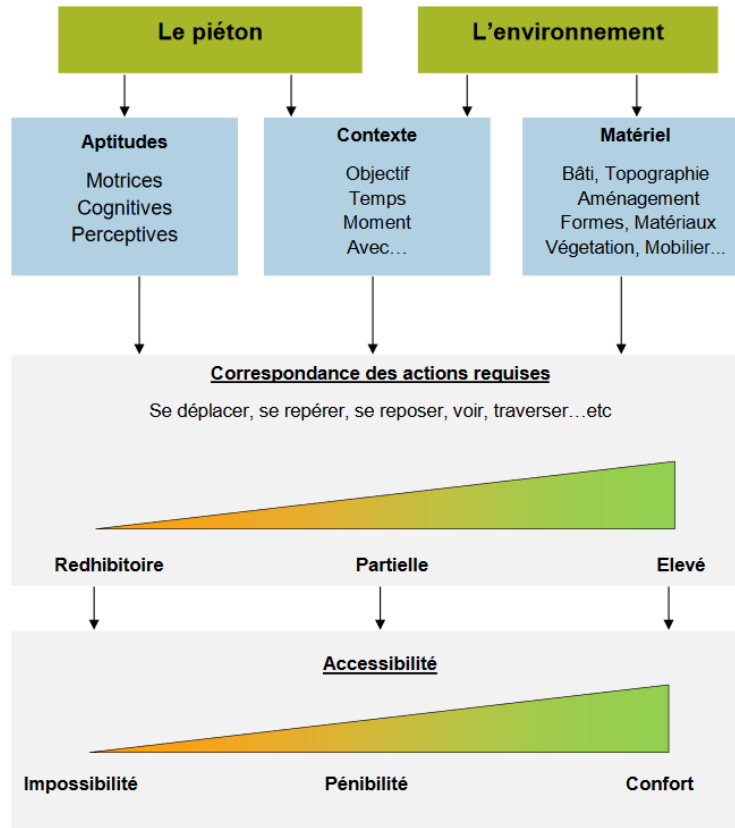 Le piéton
L'environnement
Aptitudes
Motrices
Cognitives
Perceptives
Contexte
Objectif
Temps
Moment
Avec…
Matériel
Bâti, Topographie
Aménagement
Formes, Matériaux
Végetation, Mobilier...
Correspondance des actions requises
Se déplacer, se repérer, se reposer, voir, traverser…etc
Redhibitoire
Partielle
Elevé
Accessibilité
Impossibilité
Pénibilité
Confort